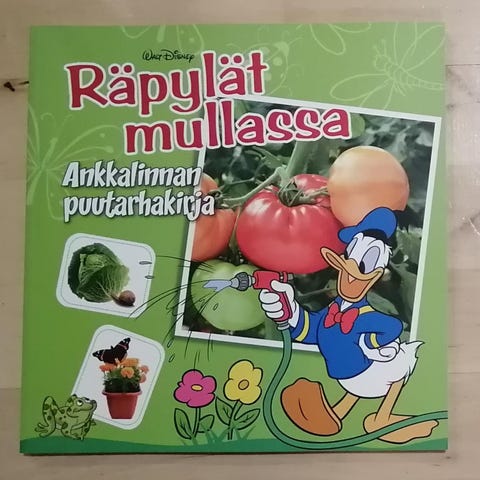 Walt Disney
Räpylät
mullassa
Ankkalinnan
puutarhakirja